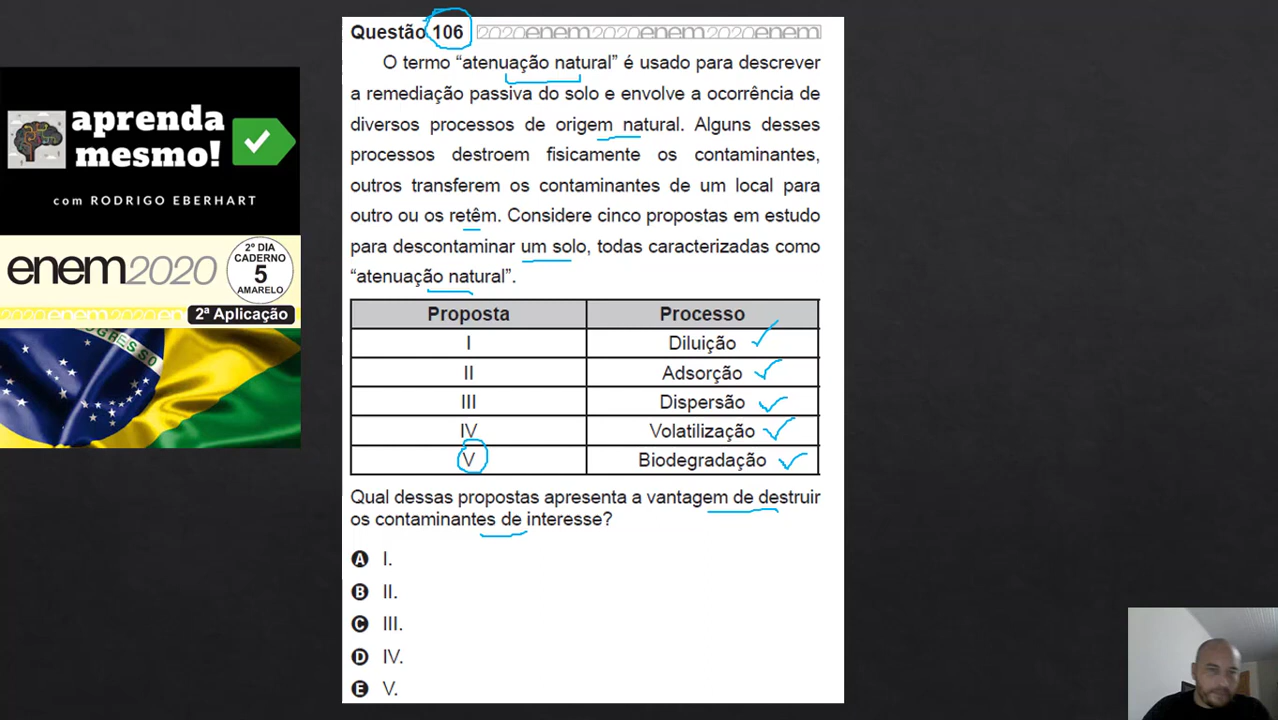 aprenda
mesmo!
com RODRIGO EBERHART
enem2020
2º DIA
CADERNO
5
AMARELO
2020enem2020enem2020enem
2ª Aplicação
Questão 106
2020enem2020enem2020enem
O termo “atenuação natural” é usado para descrever
a remediação passiva do solo e envolve a ocorrência de
diversos processos de origem natural. Alguns desses
processos destroem fisicamente os contaminantes,
outros transferem os contaminantes de um local para
outro ou os retêm. Considere cinco propostas em estudo
para descontaminar um solo, todas caracterizadas como
“atenuação natural”.
Proposta Processo
I Diluição
II Adsorção
III Dispersão
IV Volatilização
V Biodegradação
Qual dessas propostas apresenta a vantagem de destruir
os contaminantes de interesse?
A I.
B II.
C III.
D IV.
E V.